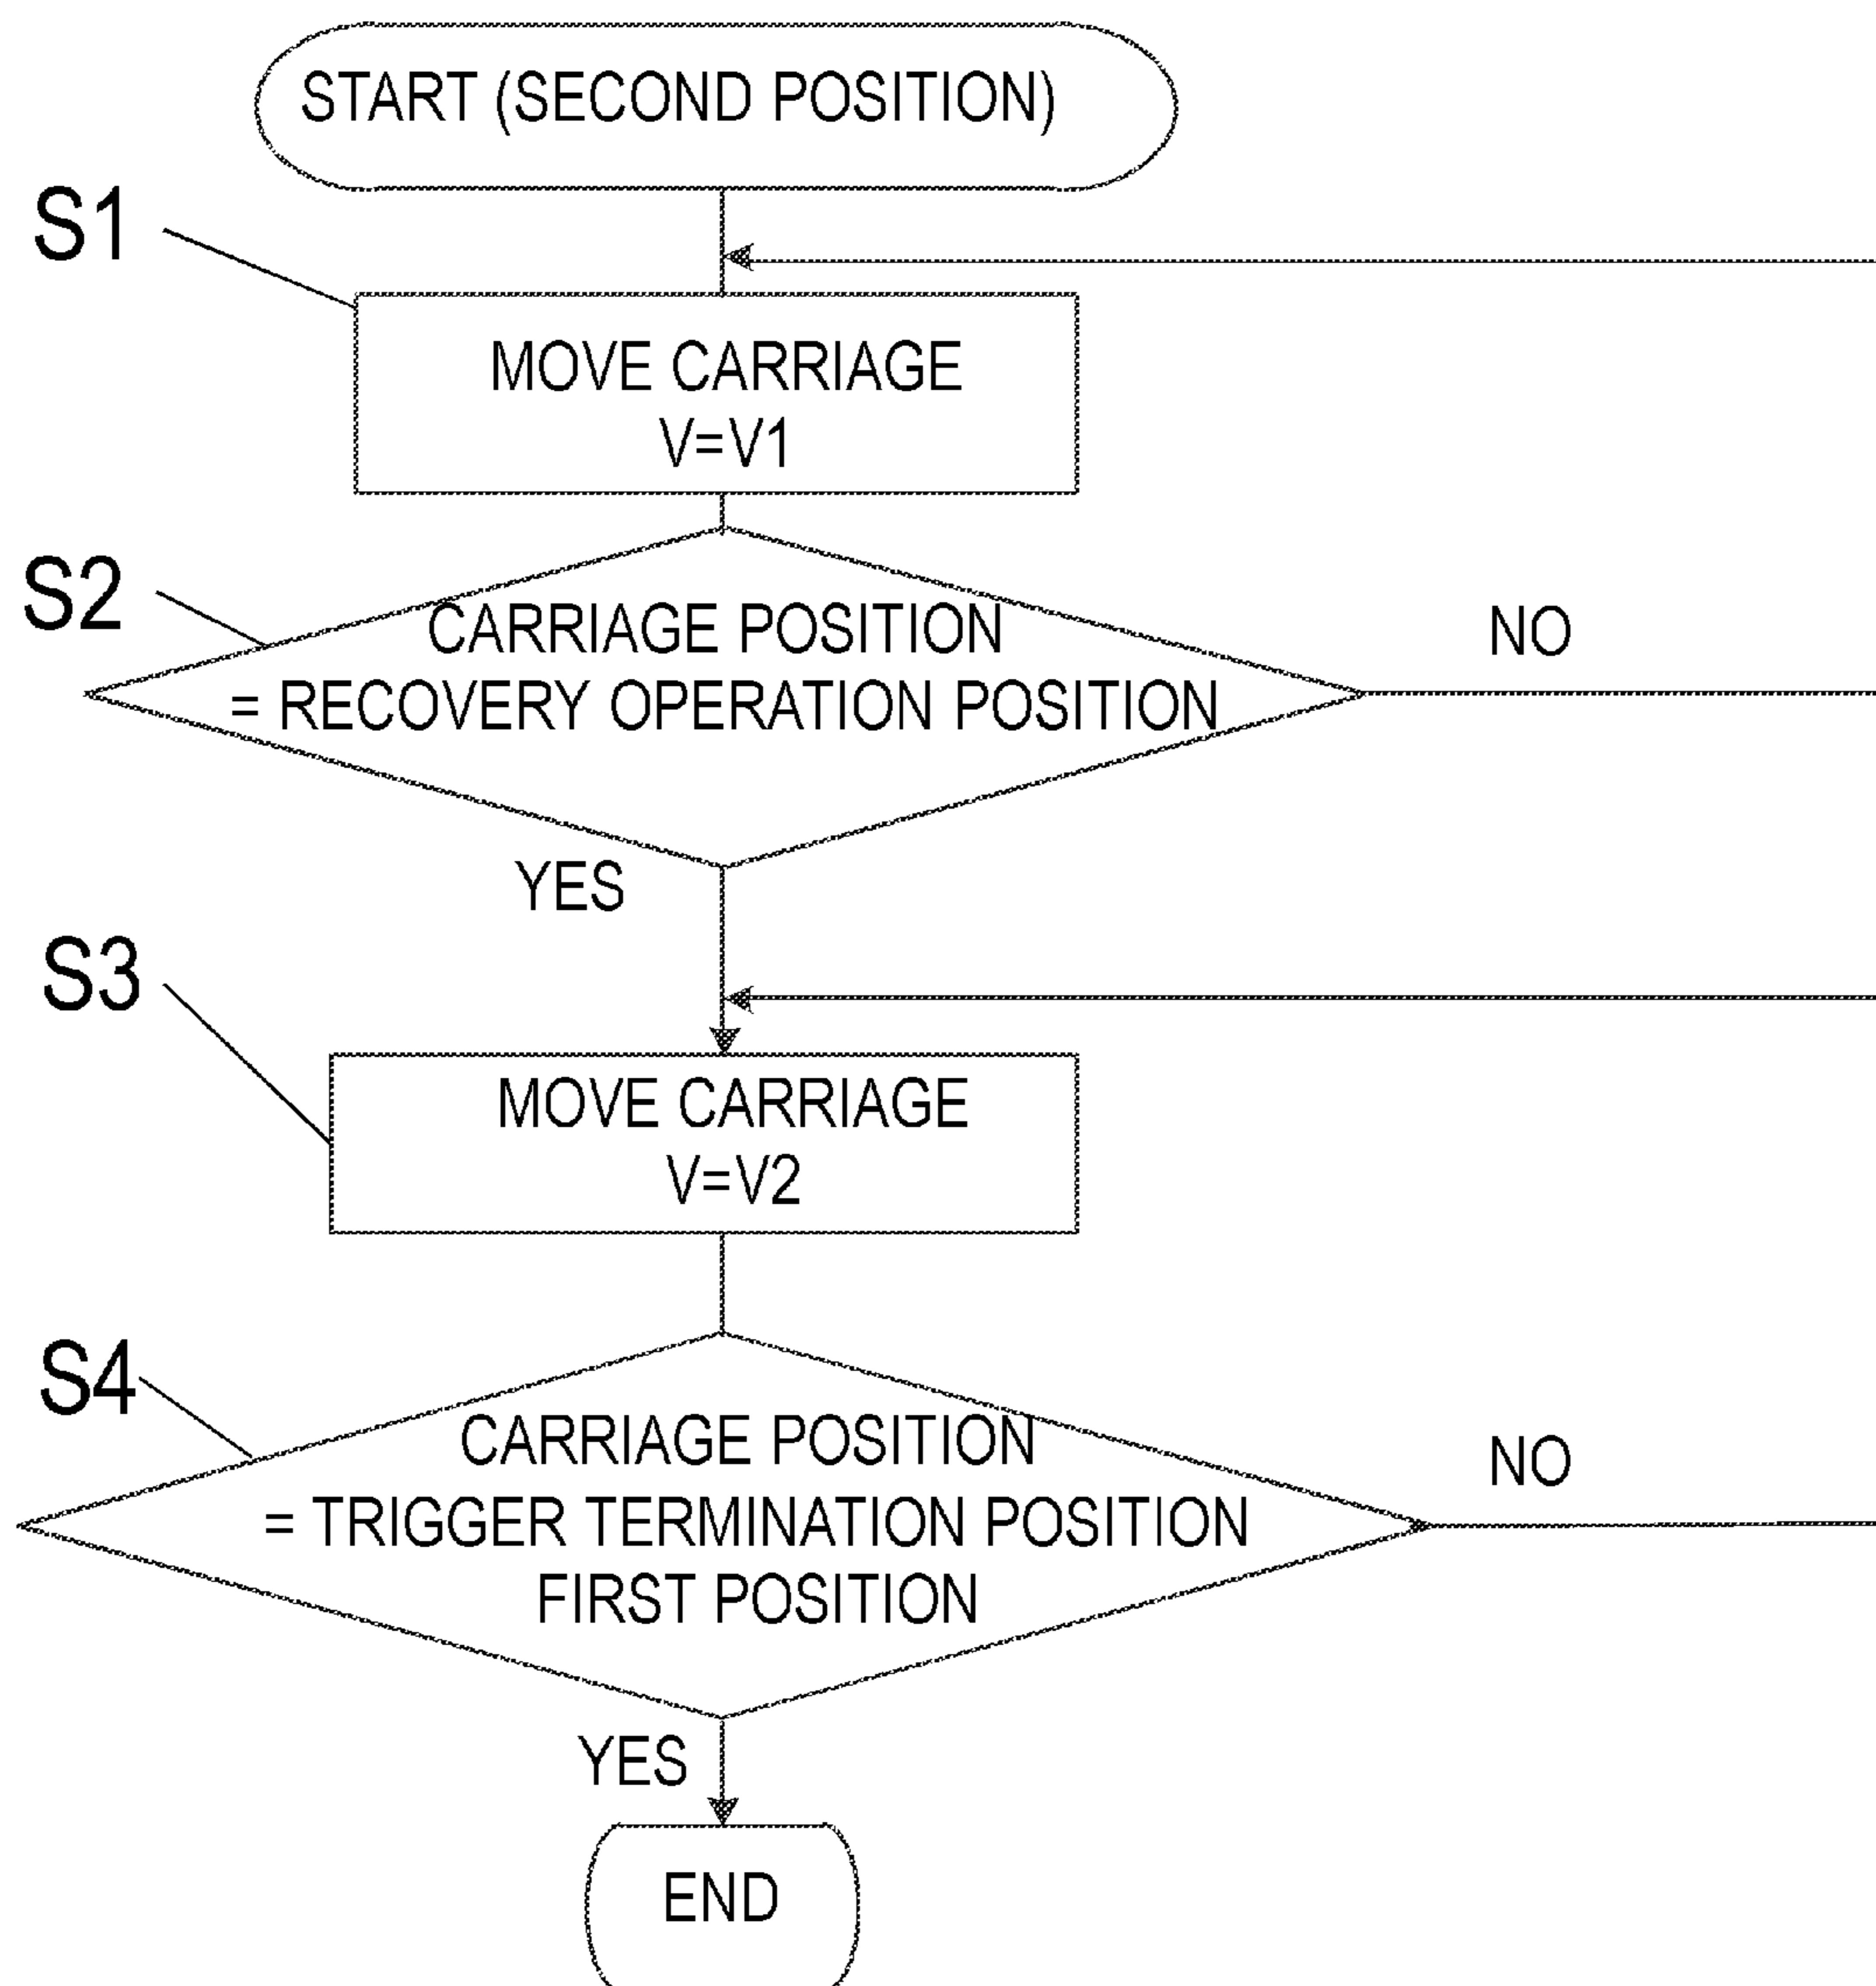 START (SECOND POSITION)
S1
MOVE CARRIAGE
V=V1
S2
CARRIAGE POSITION
= RECOVERY OPERATION POSITION
NO
YES
S3
MOVE CARRIAGE
V=V2
S4
CARRIAGE POSITION
= TRIGGER TERMINATION POSITION
FIRST POSITION
NO
YES
END